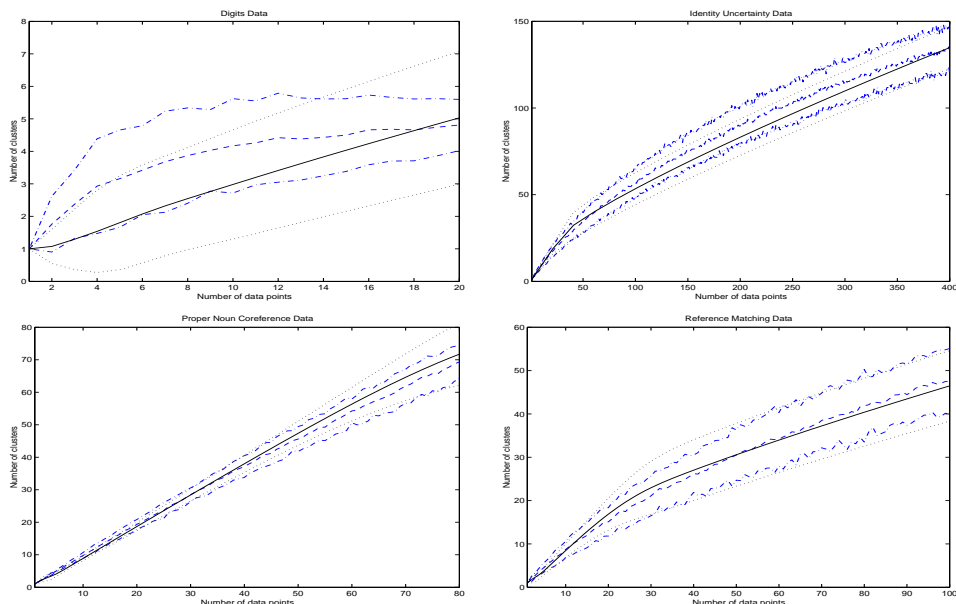 Digits Data
8
7
6
5
4
3
2
1
0
Number of clusters
2 4 6 8 10 12 14 16 18 20
Number of data points
Identity Uncertainty Data
150
100
50
0
Number of clusters
50 100 150 200 250 300 350 400
Number of data points
Proper Noun Coreference Data
80
70
60
50
40
30
20
10
0
Number of clusters
10 20 30 40 50 60 70 80
Number of data points
Reference Matching Data
60
50
40
30
20
10
0
Number of clusters
10 20 30 40 50 60 70 80 90 100
Number of data points